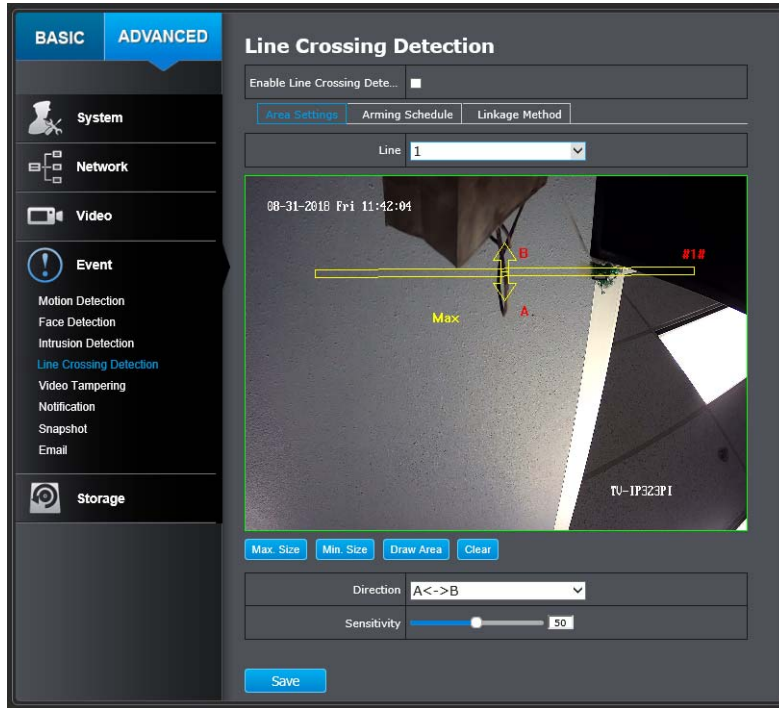 BASIC
ADVANCED
System
Network
Video
Event
Motion Detection
Face Detection
Intrusion Detection
Line Crossing Detection
Video Tampering
Notification
Snapshot
Email
Storage
Line Crossing Detection
Enable Line Crossing Dete...
Area Settings
Arming Schedule
Linkage Method
Line
1
08-31-2018 Fri 11:42:04
B
#1#
A
Max
TV-IP323PI
Max. Size
Min. Size
Draw Area
Clear
Direction
A<->B
Sensitivity
50
Save